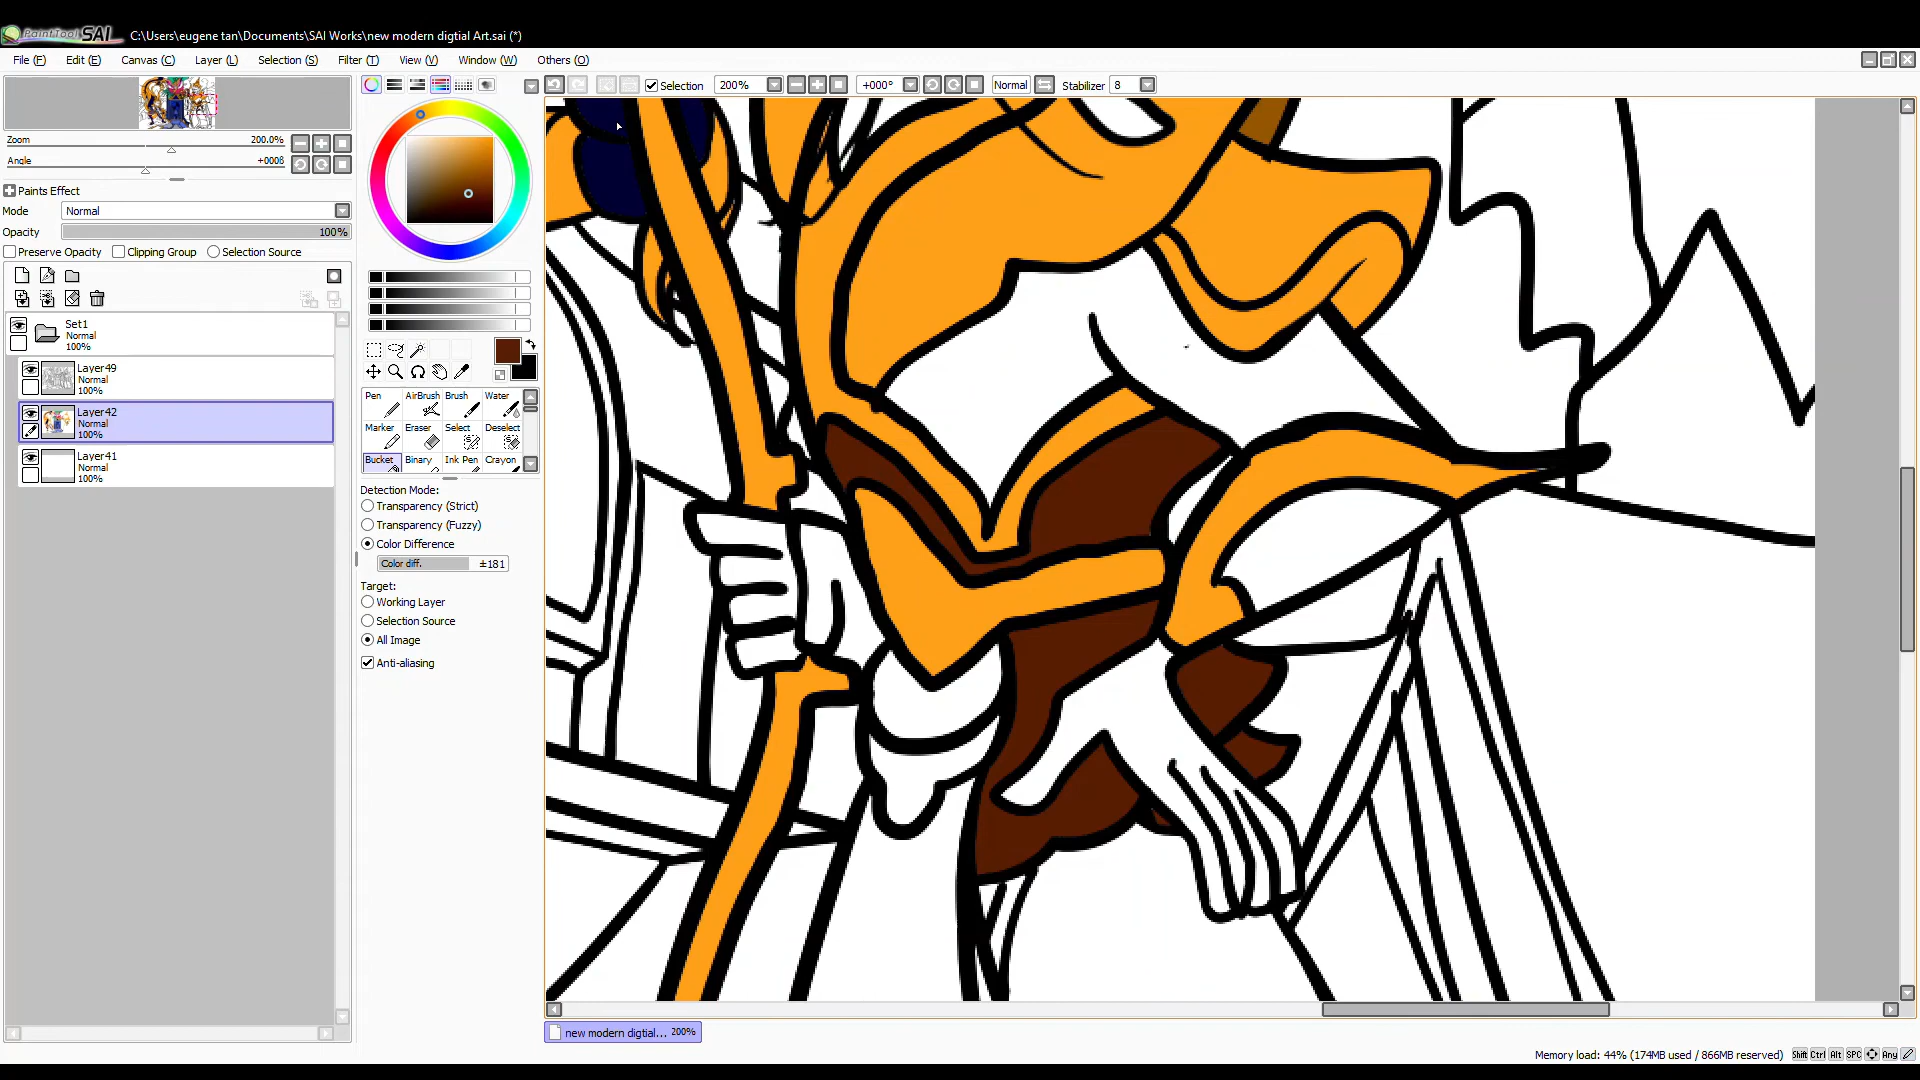 PaintTool SAI C:\Users\eugene tan\Documents\SAI Works\new modern digtial Art.sai (*)
File (F) Edit (E) Canvas (C) Layer (L) Selection (S) Filter (T) View (V) Window (W) Others (O)
Selection 200% +000° Normal Stabilizer 8
Zoom 200.0%
Angle +000ß
Paints Effect
Mode Normal
Opacity 100%
Preserve Opacity Clipping Group Selection Source
Set1
Normal
100%
Layer49
Normal
100%
Layer42
Normal
100%
Layer41
Normal
100%
Pen AirBrush Brush Water
Marker Eraser Select Deselect
Bucket Binary Ink Pen Crayon
Detection Mode:
Transparency (Strict)
Transparency (Fuzzy)
Color Difference
Color diff. ±181
Target:
Working Layer
Selection Source
All Image
Anti-aliasing
new modern digtial... 200%
Memory load: 44% (174MB used / 866MB reserved) Shift Ctrl Alt SPC Any